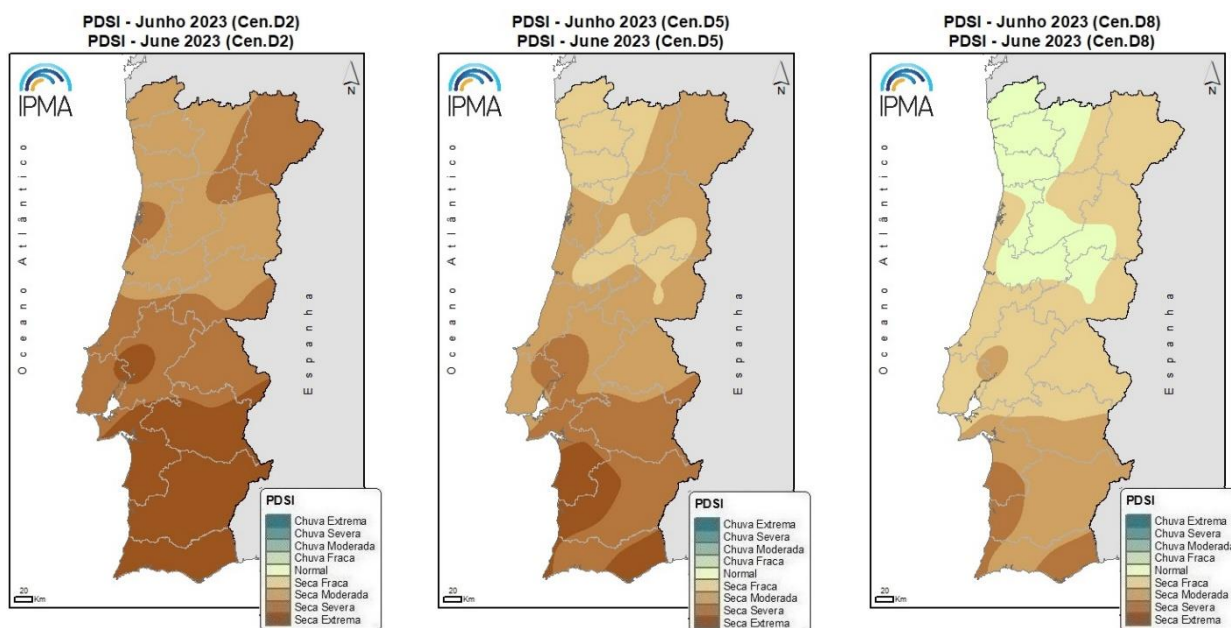 PDSI - Junho 2023 (Cen.D2)
PDSI - June 2023 (Cen.D2)
IPMA
N
Oceano Atlântico
Espanha
20
Km
PDSI
Chuva Extrema
Chuva Severa
Chuva Moderada
Chuva Fraca
Normal
Seca Fraca
Seca Moderada
Seca Severa
Seca Extrema
PDSI - Junho 2023 (Cen.D5)
PDSI - June 2023 (Cen.D5)
IPMA
N
Oceano Atlântico
Espanha
20
Km
PDSI
Chuva Extrema
Chuva Severa
Chuva Moderada
Chuva Fraca
Normal
Seca Fraca
Seca Moderada
Seca Severa
Seca Extrema
PDSI - Junho 2023 (Cen.D8)
PDSI - June 2023 (Cen.D8)
IPMA
N
Oceano Atlântico
Espanha
20
Km
PDSI
Chuva Extrema
Chuva Severa
Chuva Moderada
Chuva Fraca
Normal
Seca Fraca
Seca Moderada
Seca Severa
Seca Extrema